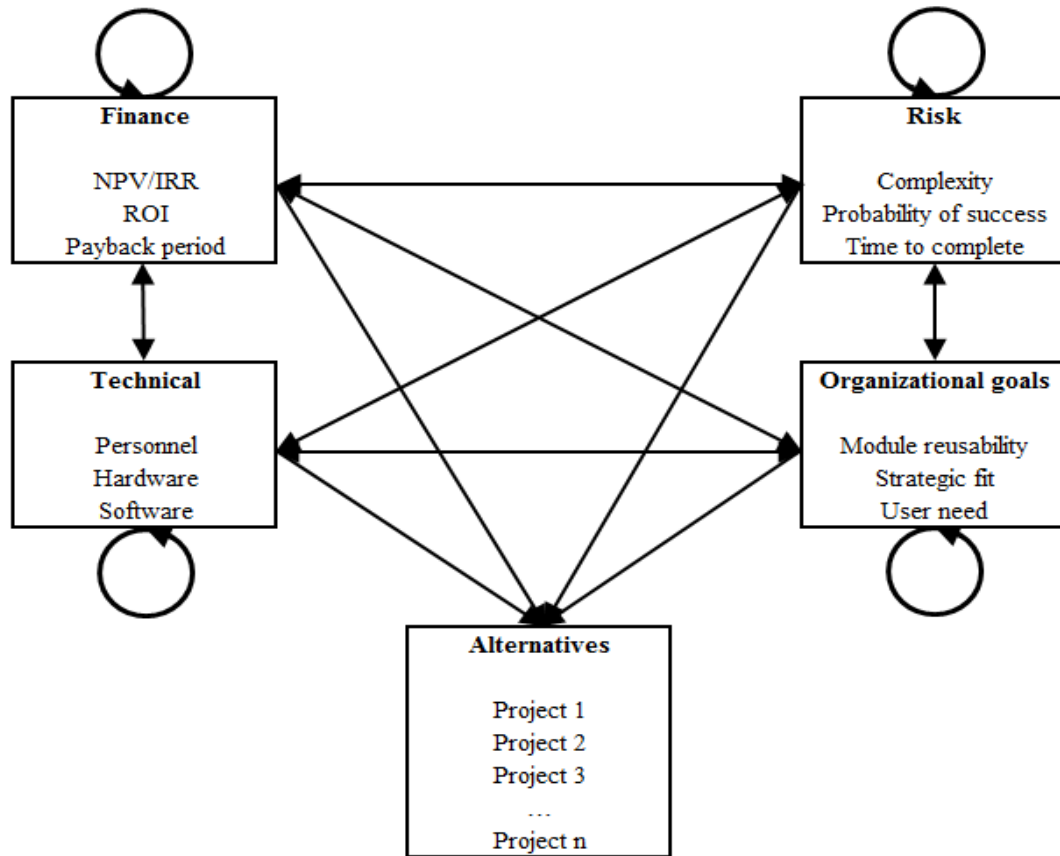 Finance
NPV/IRR
ROI
Payback period
Risk
Complexity
Probability of success
Time to complete
Technical
Personnel
Hardware
Software
Organizational goals
Module reusability
Strategic fit
User need
Alternatives
Project 1
Project 2
Project 3
...
Project n